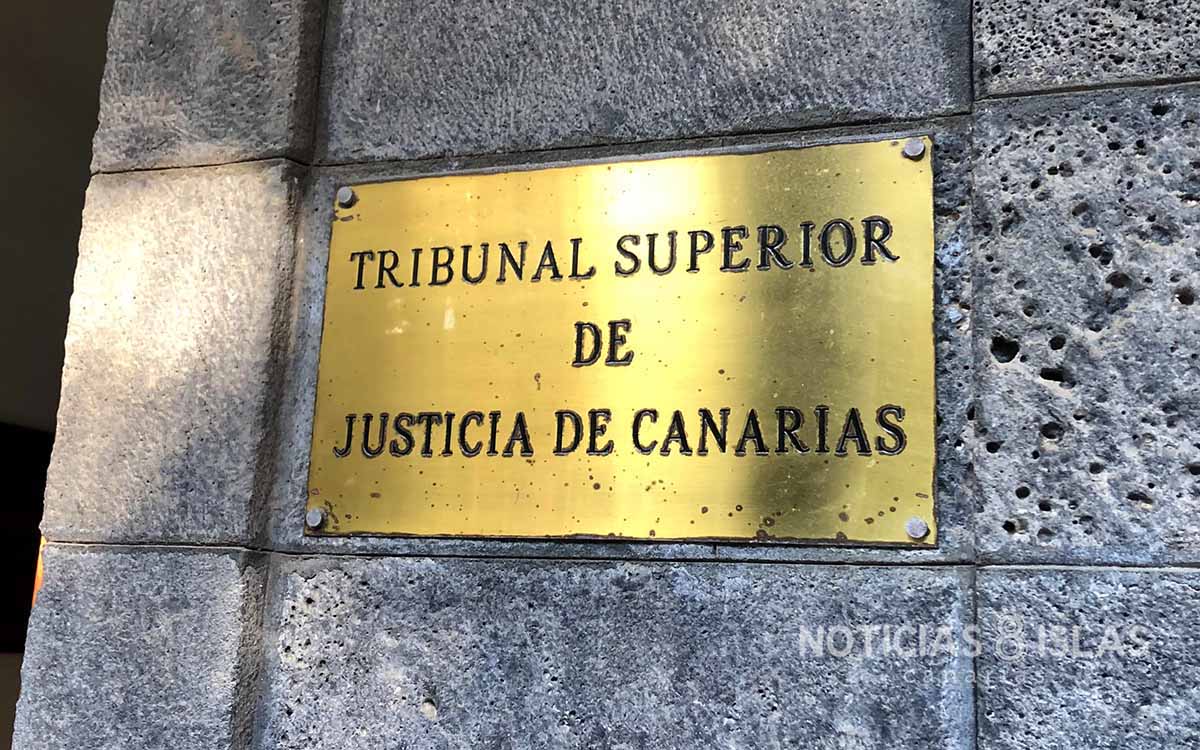 TRIBUNAL SUPERIOR
DE
JUSTICIA DE CANARIAS
NOTICIAS 8 ISLAS